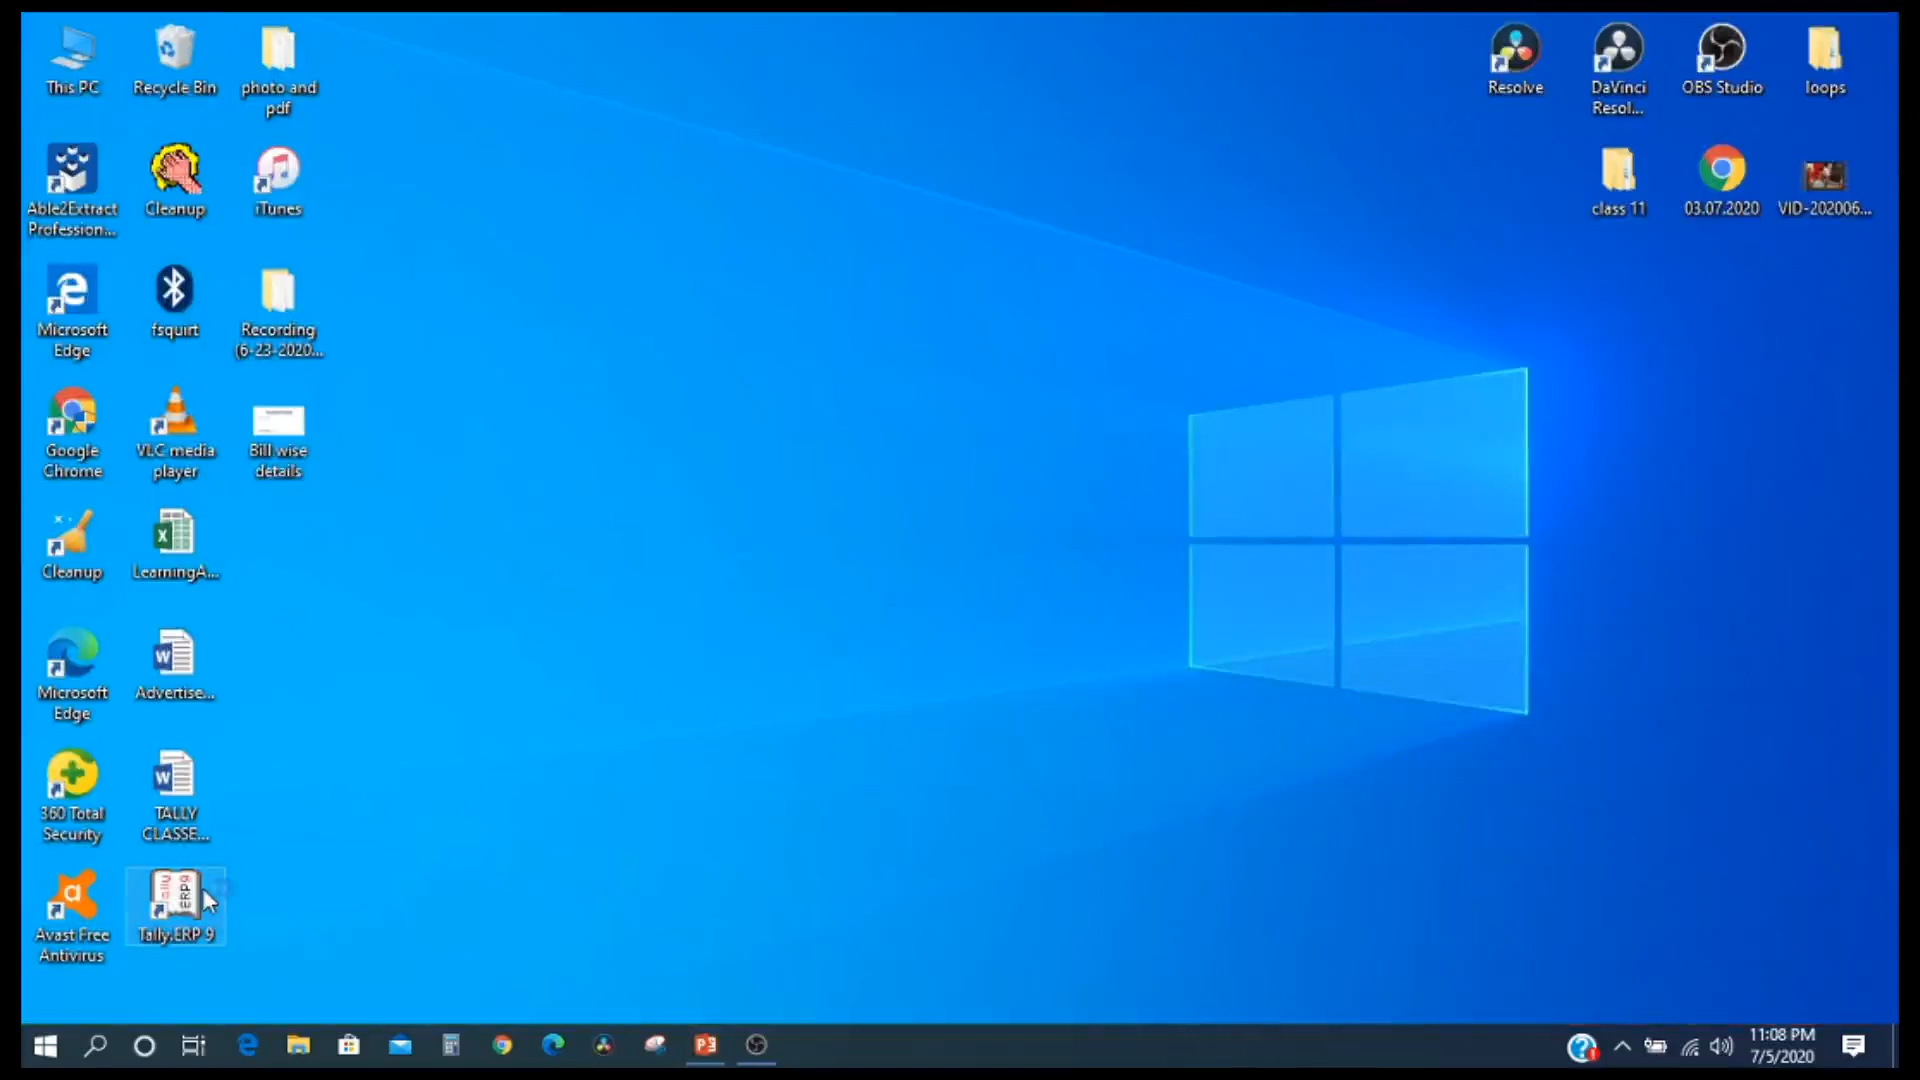 This PC
Recycle Bin
photo and
pdf
Resolve
DaVinci
Resol...
OBS Studio
loops
Able2Extract
Profession...
Cleanup
iTunes
class 11
03.07.2020
VID-202006...
Microsoft
Edge
fsquirt
Recording
(6-23-2020...
Google
Chrome
VLC media
player
Bill wise
details
Cleanup
LearningA...
Microsoft
Edge
Advertise...
360 Total
Security
TALLY
CLASSE...
Avast Free
Antivirus
Tally.ERP 9
11:08 PM
7/5/2020